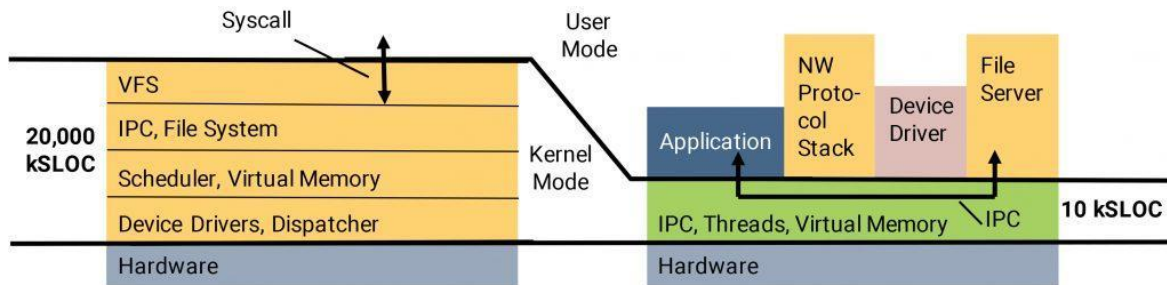 Syscall
User
Mode
VFS
IPC, File System
20,000
kSLOC
Scheduler, Virtual Memory
Device Drivers, Dispatcher
Hardware
Kernel
Mode
Application
NW
Proto-
col
Stack
Device
Driver
File
Server
IPC
IPC, Threads, Virtual Memory
10 kSLOC
Hardware